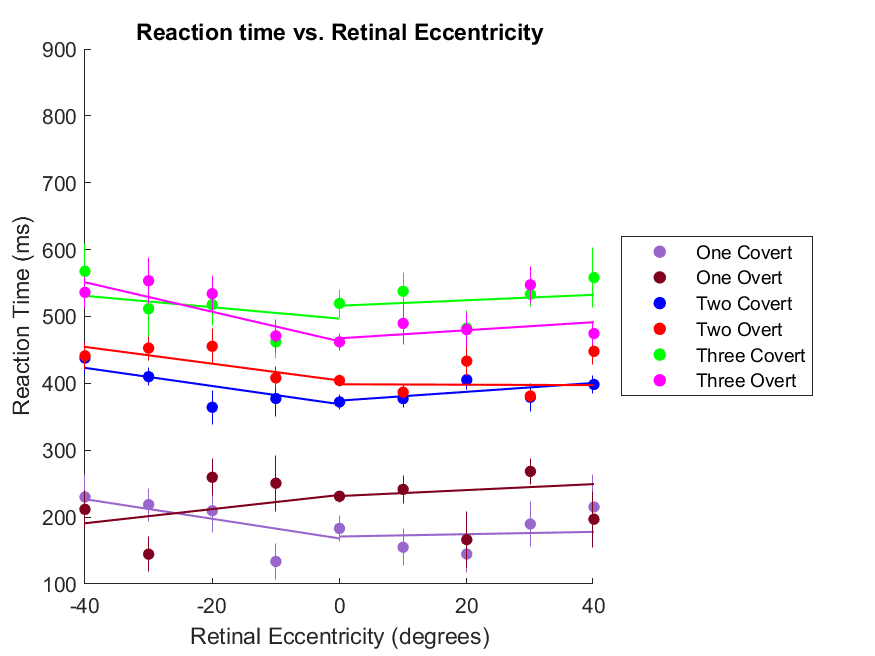 Reaction time vs. Retinal Eccentricity
900
800
700
600
500
400
300
200
100
Reaction Time (ms)
-40
-20
0
20
40
Retinal Eccentricity (degrees)
One Covert
One Overt
Two Covert
Two Overt
Three Covert
Three Overt